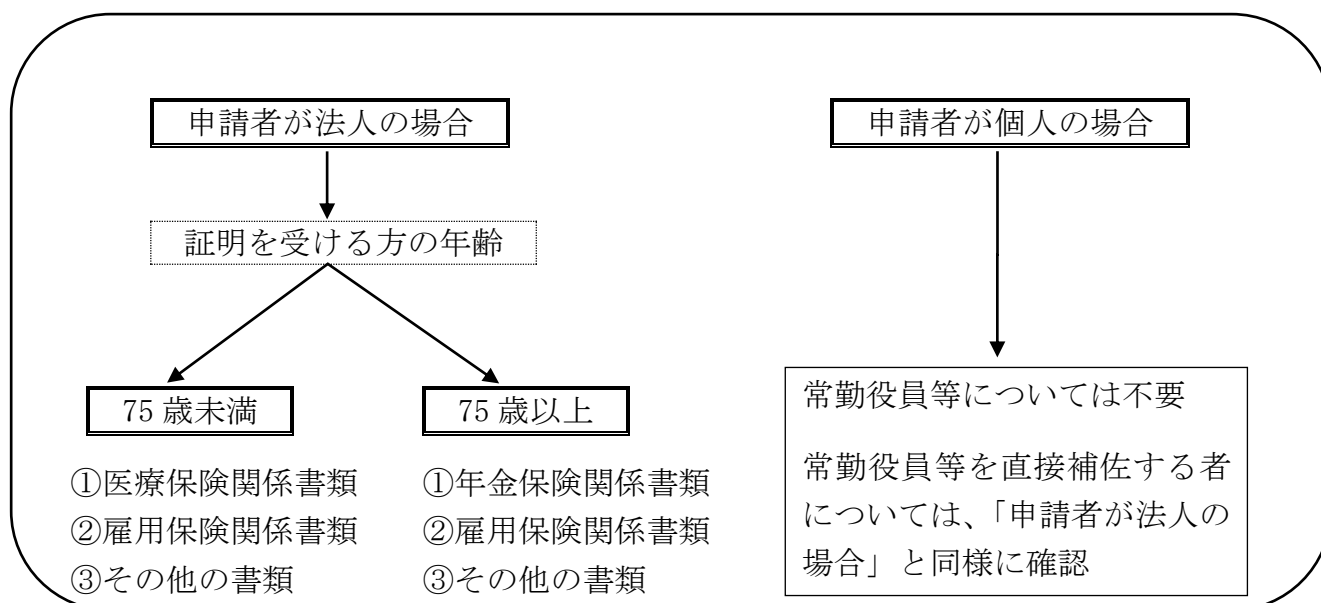 申請者が法人の場合
証明を受ける方の年齢
75歳未満
①医療保険関係書類
②雇用保険関係書類
③その他の書類
75歳以上
①年金保険関係書類
②雇用保険関係書類
③その他の書類
申請者が個人の場合
常勤役員等については不要
常勤役員等を直接補佐する者
については、「申請者が法人の
場合」と同様に確認